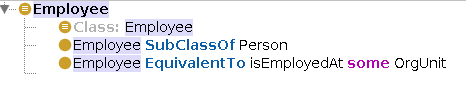 Employee
Class: Employee
Employee SubClassOf Person
Employee EquivalentTo isEmployedAt some OrgUnit